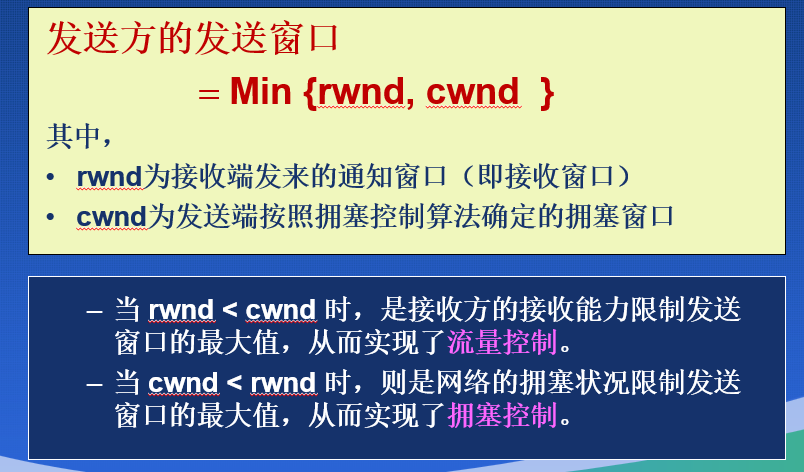 发送方的发送窗口
= Min {rwnd, cwnd }
其中，
• rwnd为接收端发来的通知窗口（即接收窗口）
• cwnd为发送端按照拥塞控制算法确定的拥塞窗口
– 当 rwnd < cwnd 时，是接收方的接收能力限制发送
窗口的最大值，从而实现了流量控制。
– 当 cwnd < rwnd 时，则是网络的拥塞状况限制发送
窗口的最大值，从而实现了拥塞控制。